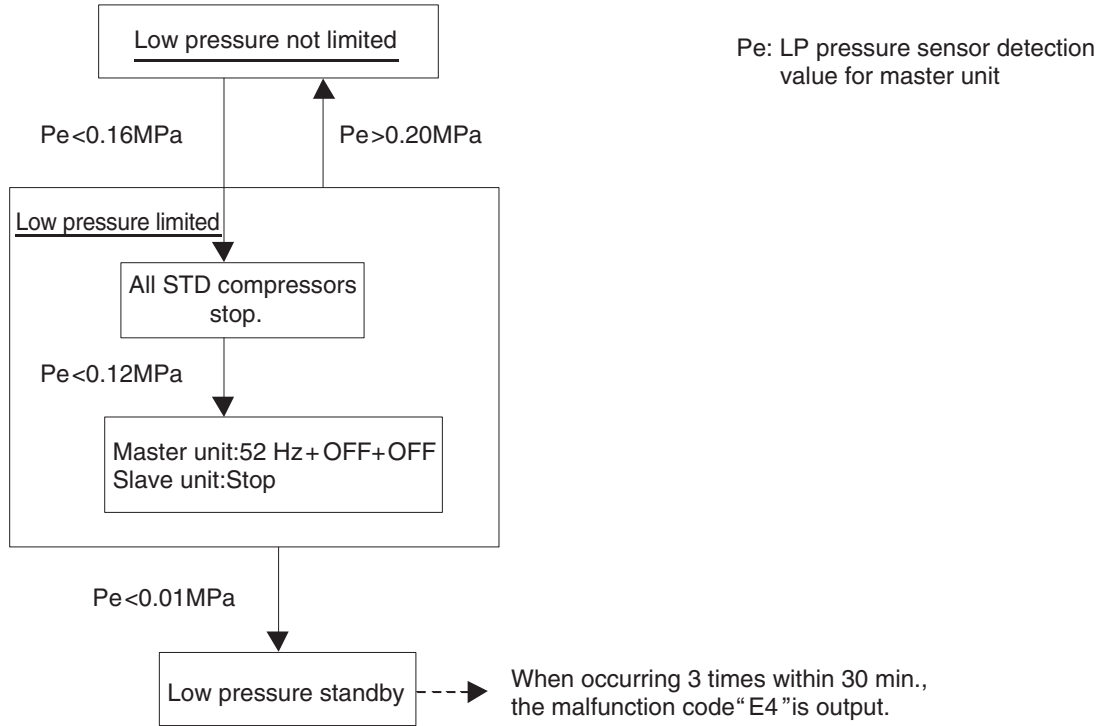 Low pressure not limited
Pe: LP pressure sensor detection
value for master unit
Pe<0.16MPa
Pe>0.20MPa
Low pressure limited
All STD compressors
stop.
Pe<0.12MPa
Master unit:52 Hz+OFF+OFF
Slave unit:Stop
Pe<0.01MPa
Low pressure standby
When occurring 3 times within 30 min.,
the malfunction code“E4”is output.